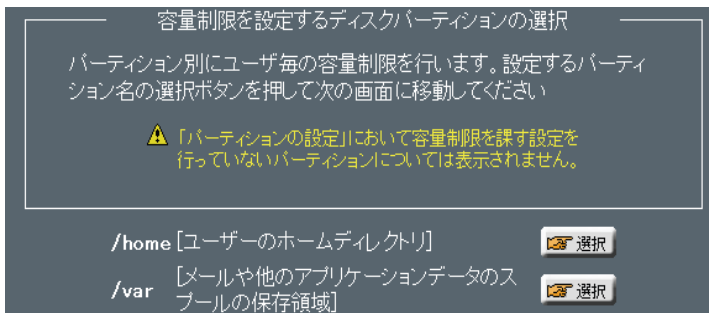 容量制限を設定するディスクパーティションの選択
パーティション別にユーザ毎の容量制限を行います。設定するパーティ
ション名の選択ボタンを押して次の画面に移動してください
「パーティションの設定」において容量制限を課す設定を
行っていないパーティションについては表示されません。
/home [ユーザーのホームディレクトリ] 選択
/var [メールや他のアプリケーションデータのス
プールの保存領域] 選択